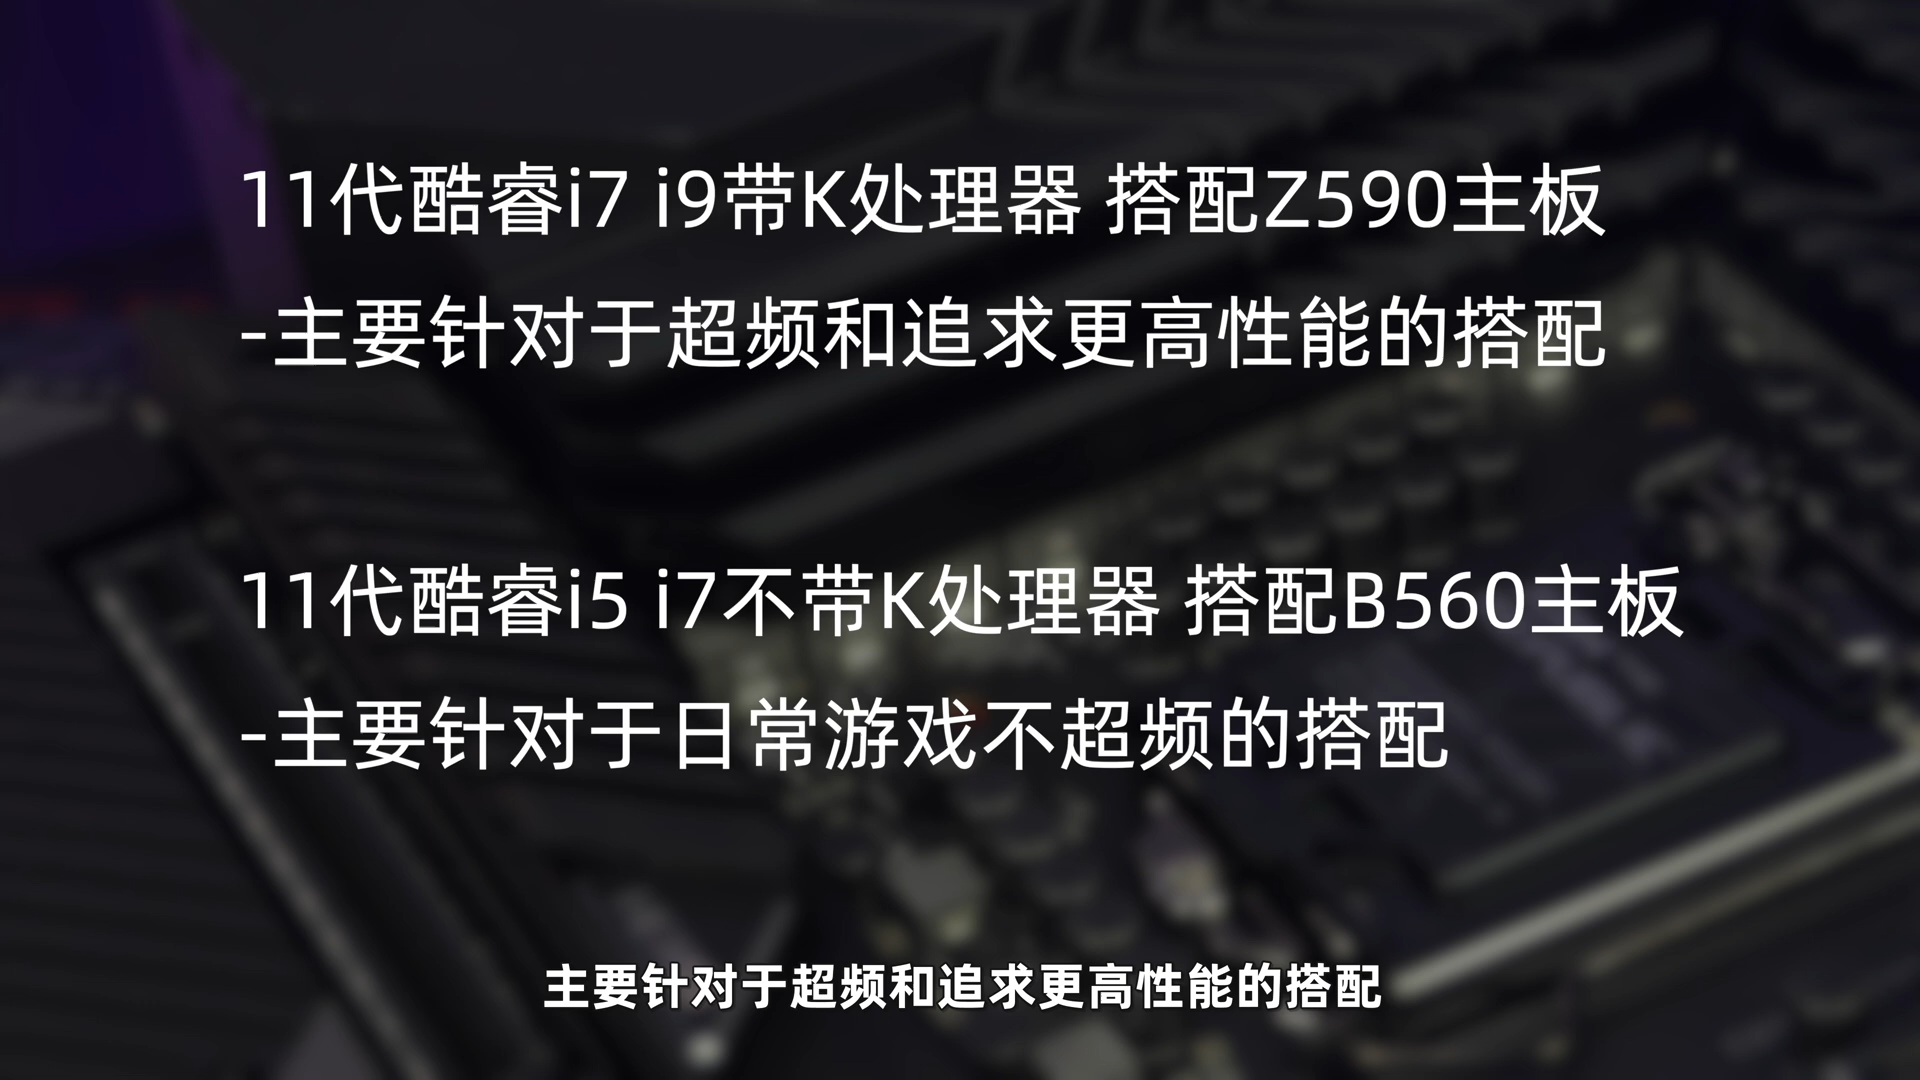 11代酷睿i7 i9带K处理器 搭配Z590主板
-主要针对于超频和追求更高性能的搭配
11代酷睿i5 i7不带K处理器 搭配B560主板
-主要针对于日常游戏不超频的搭配
主要针对于超频和追求更高性能的搭配